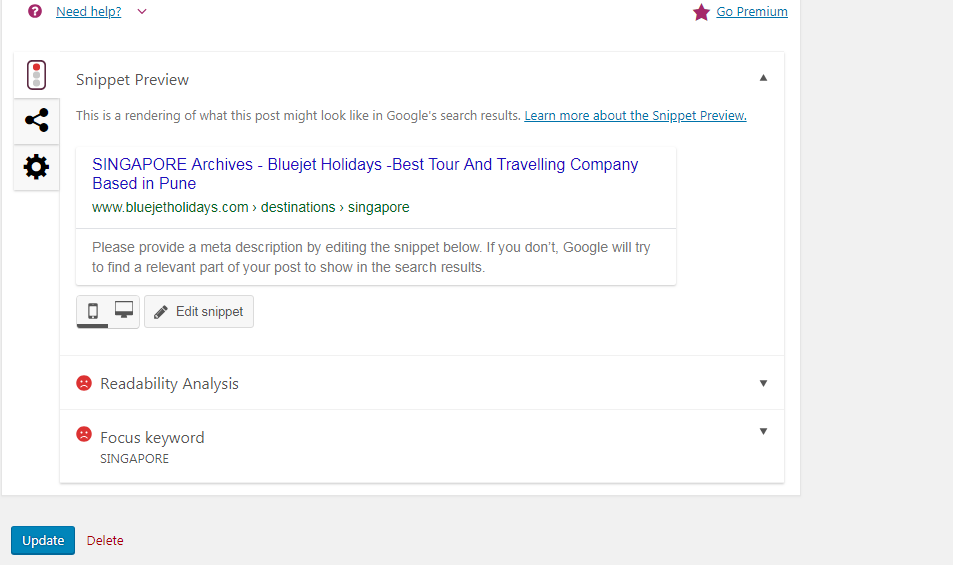 Need help?
Go Premium
Snippet Preview
This is a rendering of what this post might look like in Google's search results. Learn more about the Snippet Preview.
SINGAPORE Archives - Bluejet Holidays -Best Tour And Travelling Company
Based in Pune
www.bluejetholidays.com › destinations › singapore
Please provide a meta description by editing the snippet below. If you don't, Google will try
to find a relevant part of your post to show in the search results.
Edit snippet
Readability Analysis
Focus keyword
SINGAPORE
Update
Delete